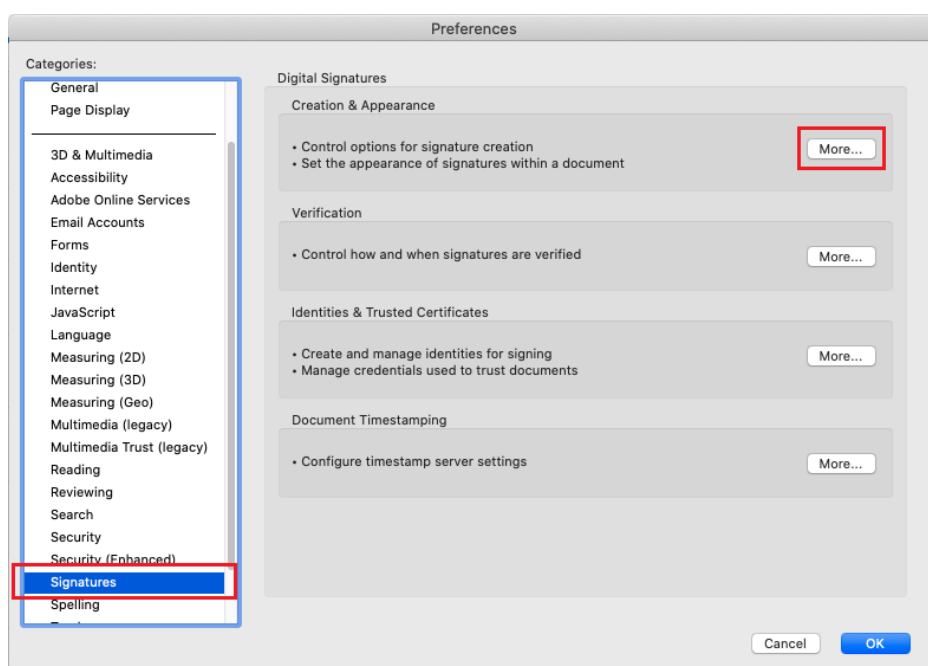 Preferences
Categories:
General
Page Display
3D & Multimedia
Accessibility
Adobe Online Services
Email Accounts
Forms
Identity
Internet
JavaScript
Language
Measuring (2D)
Measuring (3D)
Measuring (Geo)
Multimedia (legacy)
Multimedia Trust (legacy)
Reading
Reviewing
Search
Security
Security (Enhanced)
Signatures
Spelling
Digital Signatures
Creation & Appearance
• Control options for signature creation
• Set the appearance of signatures within a document
More...
Verification
• Control how and when signatures are verified
More...
Identities & Trusted Certificates
• Create and manage identities for signing
• Manage credentials used to trust documents
More...
Document Timestamping
• Configure timestamp server settings
More...
Cancel
OK